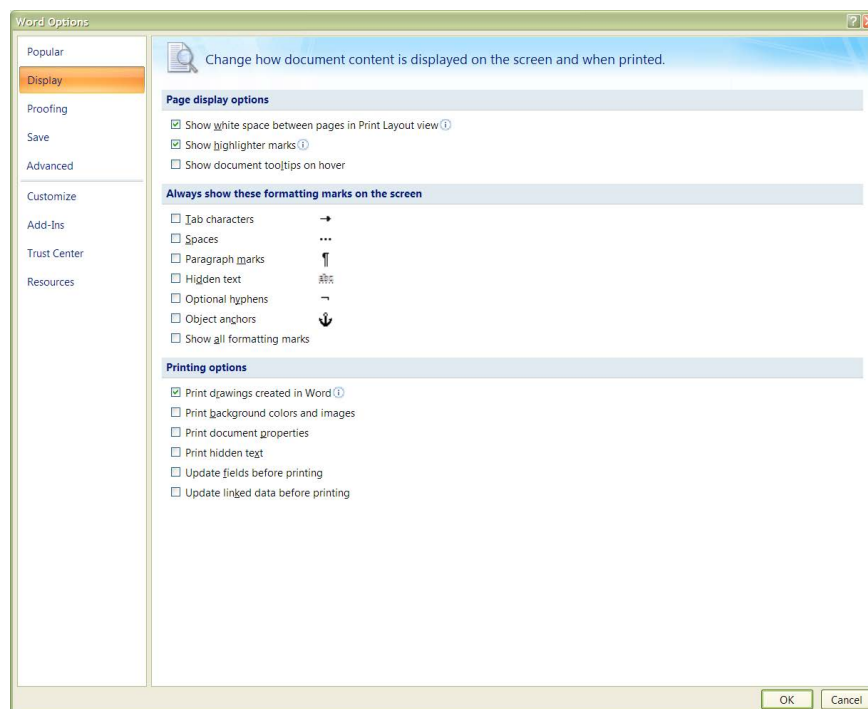 Word Options
Popular
Display
Proofing
Save
Advanced
Customize
Add-Ins
Trust Center
Resources
Change how document content is displayed on the screen and when printed.
Page display options
Show white space between pages in Print Layout view
Show highlighter marks
Show document tooltips on hover
Always show these formatting marks on the screen
Tab characters →
Spaces ...
Paragraph marks ¶
Hidden text abc
Optional hyphens ¬
Object anchors
Show all formatting marks
Printing options
Print drawings created in Word
Print background colors and images
Print document properties
Print hidden text
Update fields before printing
Update linked data before printing
OK Cancel